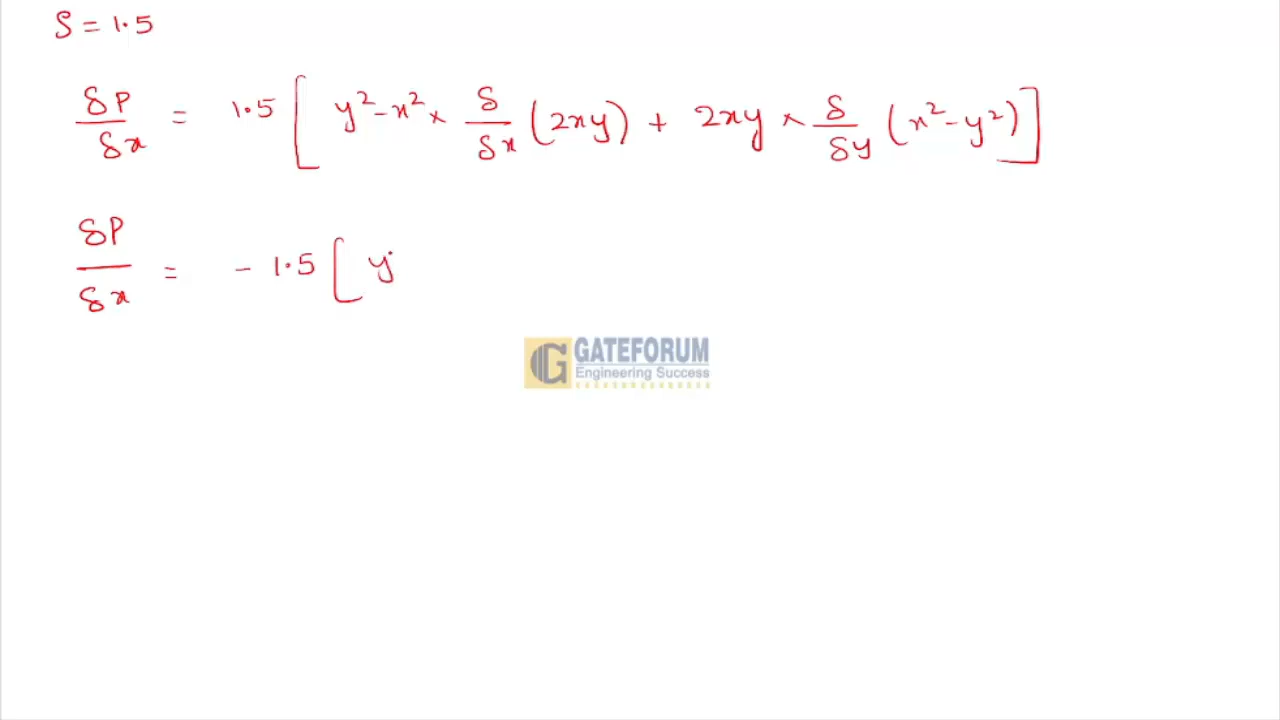 S = 1.5
δP/δx = 1.5 [ y² - x² × δ/δx (2xy) + 2xy × δ/δy (x² - y²) ]
δP/δx = - 1.5 [ y
GATEFORUM
Engineering Success